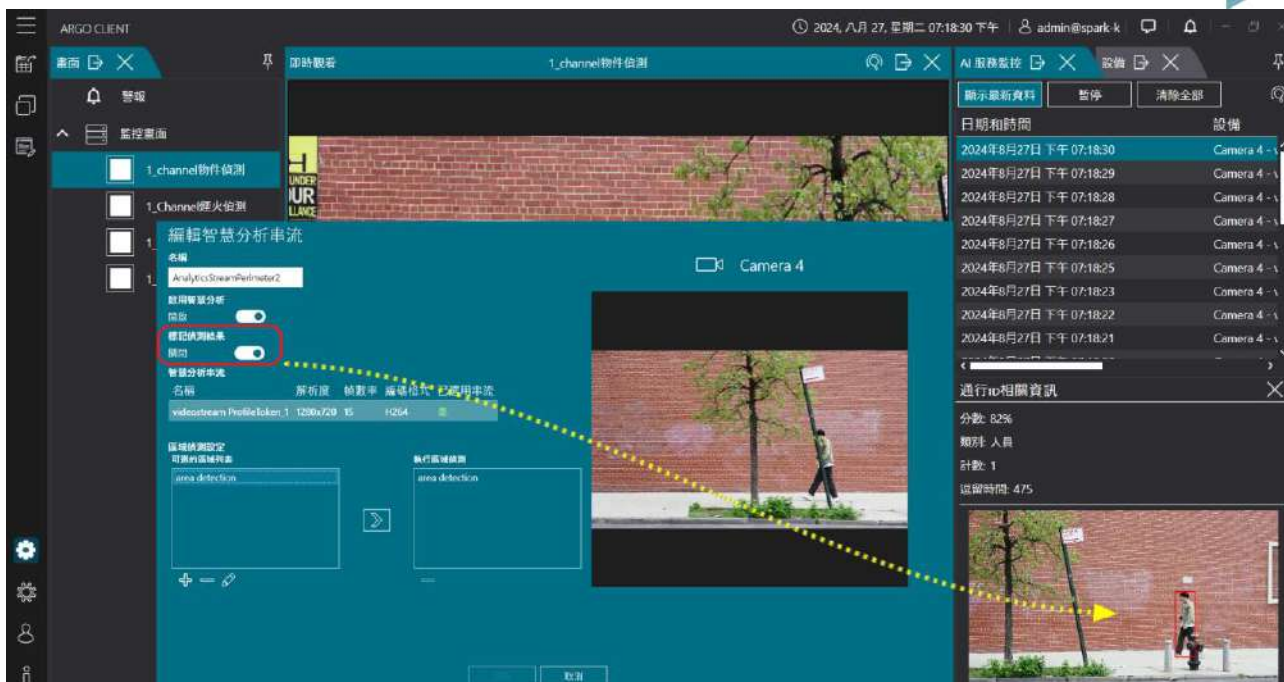 ARGO CLIENT
2024, 八月 27, 星期二 07:18:30 下午
admin@spark-k
畫面
警報
監控畫面
1_channel物件偵測
1_Channel煙火偵測
1_
1_
即時觀看
1_channel物件偵測
UNDER
UR
LLANCE
編輯智慧分析串流
名稱
AnalyticsStreamPerimeter2
啟用智慧分析
開啟
標記偵測結果
智慧分析串流
名稱 解析度 幀數率 編碼格式 已啟用串流
videostream ProfileToken_1 1280x720 15 H264
區域偵測設定
可選的區域列表
area detection
執行區域偵測
area detection
Camera 4
取消
AI 服務監控
設備
顯示最新資料
暫停
清除全部
日期和時間 設備
2024年8月27日 下午 07:18:30 Camera 4 -
2024年8月27日 下午 07:18:29 Camera 4 -
2024年8月27日 下午 07:18:28 Camera 4 -
2024年8月27日 下午 07:18:27 Camera 4 -
2024年8月27日 下午 07:18:26 Camera 4 -
2024年8月27日 下午 07:18:25 Camera 4 -
2024年8月27日 下午 07:18:23 Camera 4 -
2024年8月27日 下午 07:18:22 Camera 4 -
2024年8月27日 下午 07:18:21 Camera 4 -
通行ID相關資訊
分數: 82%
類別: 人員
計數: 1
逗留時間: 475